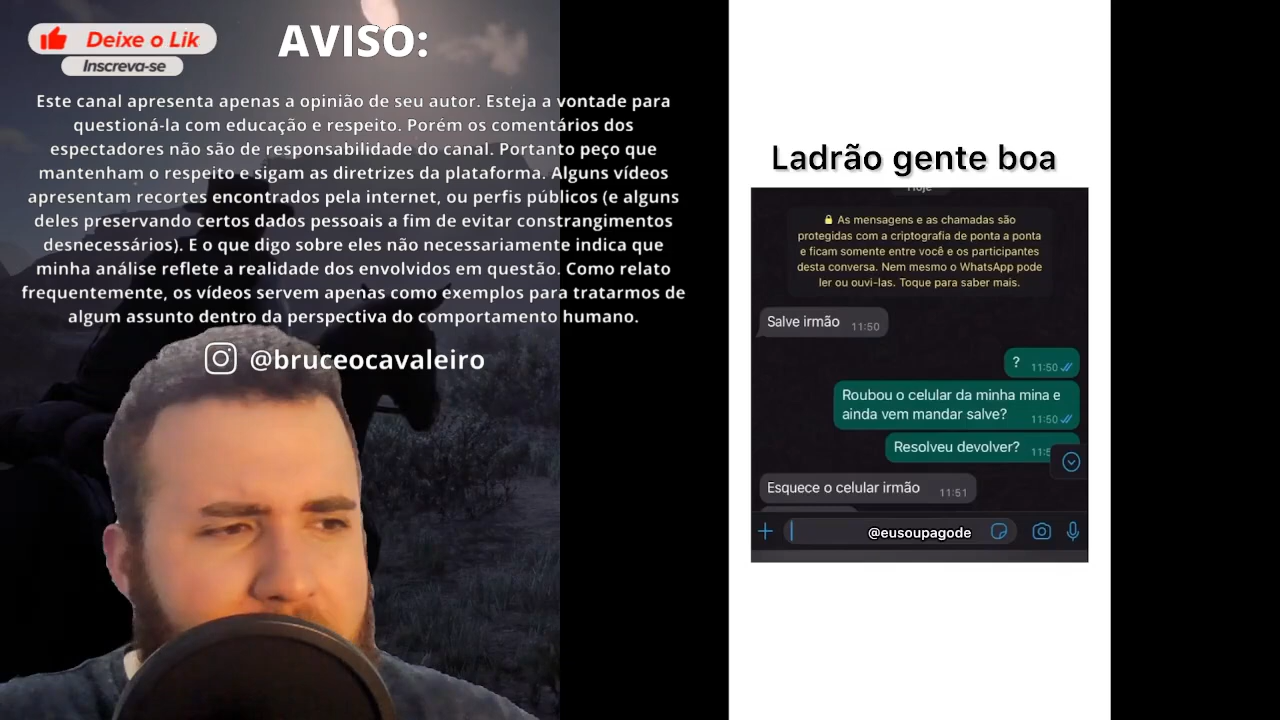 Deixe o Lik
Inscreva-se
AVISO:
Este canal apresenta apenas a opinião de seu autor. Esteja a vontade para
questioná-la com educação e respeito. Porém os comentários dos
espectadores não são de responsabilidade do canal. Portanto peço que
mantenham o respeito e sigam as diretrizes da plataforma. Alguns vídeos
apresentam recortes encontrados pela internet, ou perfis públicos (e alguns
deles preservando certos dados pessoais a fim de evitar constrangimentos
desnecessários). E o que digo sobre eles não necessariamente indica que
minha análise reflete a realidade dos envolvidos em questão. Como relato
frequentemente, os vídeos servem apenas como exemplos para tratarmos de
algum assunto dentro da perspectiva do comportamento humano.
@bruceocavaleiro
Ladrão gente boa
Hoje
As mensagens e as chamadas são
protegidas com a criptografia de ponta a ponta
e ficam somente entre você e os participantes
desta conversa. Nem mesmo o WhatsApp pode
ler ou ouvi-las. Toque para saber mais.
Salve irmão 11:50
? 11:50
Roubou o celular da minha mina e
ainda vem mandar salve? 11:50
Resolveu devolver?
Esquece o celular irmão 11:51
@eusoupagode